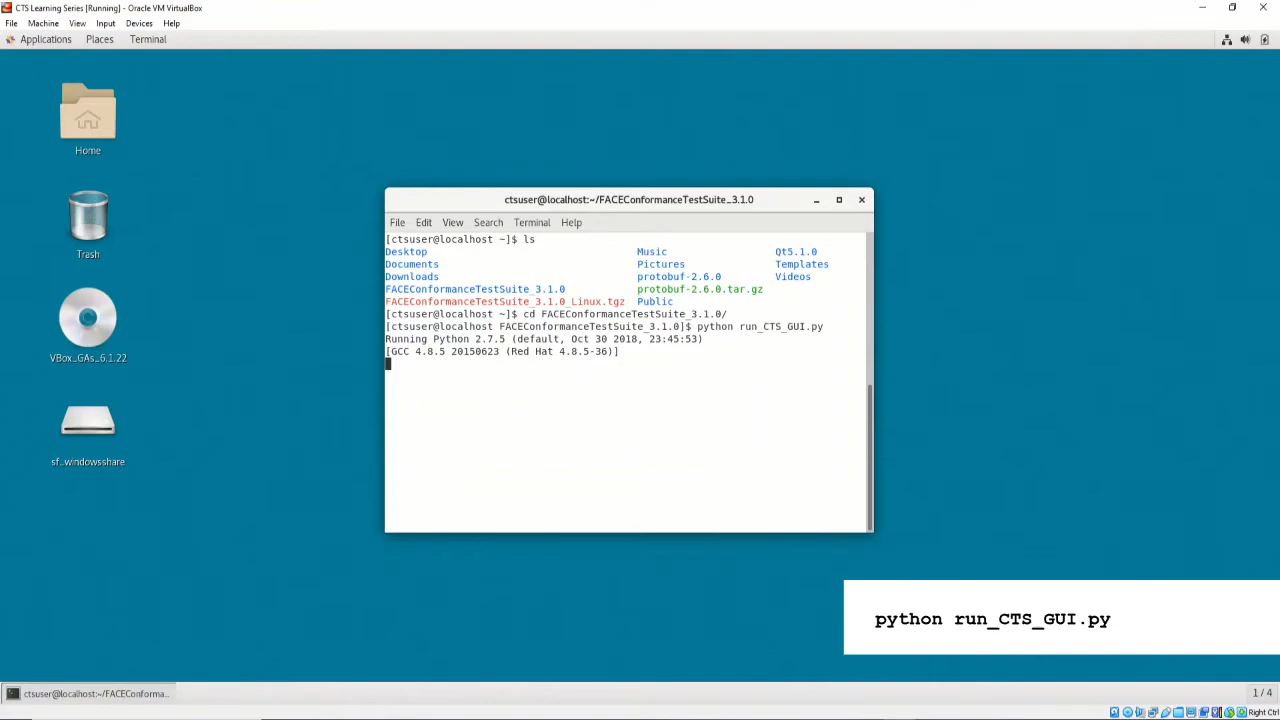 CTS Learning Series [Running] - Oracle VM VirtualBox
File Machine View Input Devices Help
Applications Places Terminal
Home
Trash
VBox_GAs_6.1.22
sf_windowsshare
ctsuser@localhost:~/FACEConformanceTestSuite_3.1.0
File Edit View Search Terminal Help
[ctsuser@localhost ~]$ ls
Desktop Music Qt5.1.0
Documents Pictures Templates
Downloads protobuf-2.6.0 Videos
FACEConformanceTestSuite_3.1.0 protobuf-2.6.0.tar.gz
FACEConformanceTestSuite_3.1.0_Linux.tgz Public
[ctsuser@localhost ~]$ cd FACEConformanceTestSuite_3.1.0/
[ctsuser@localhost FACEConformanceTestSuite_3.1.0]$ python run_CTS_GUI.py
Running Python 2.7.5 (default, Oct 30 2018, 23:45:53)
[GCC 4.8.5 20150623 (Red Hat 4.8.5-36)]
python run_CTS_GUI.py
ctsuser@localhost:~/FACEConforma...
1 / 4
Right Ctrl